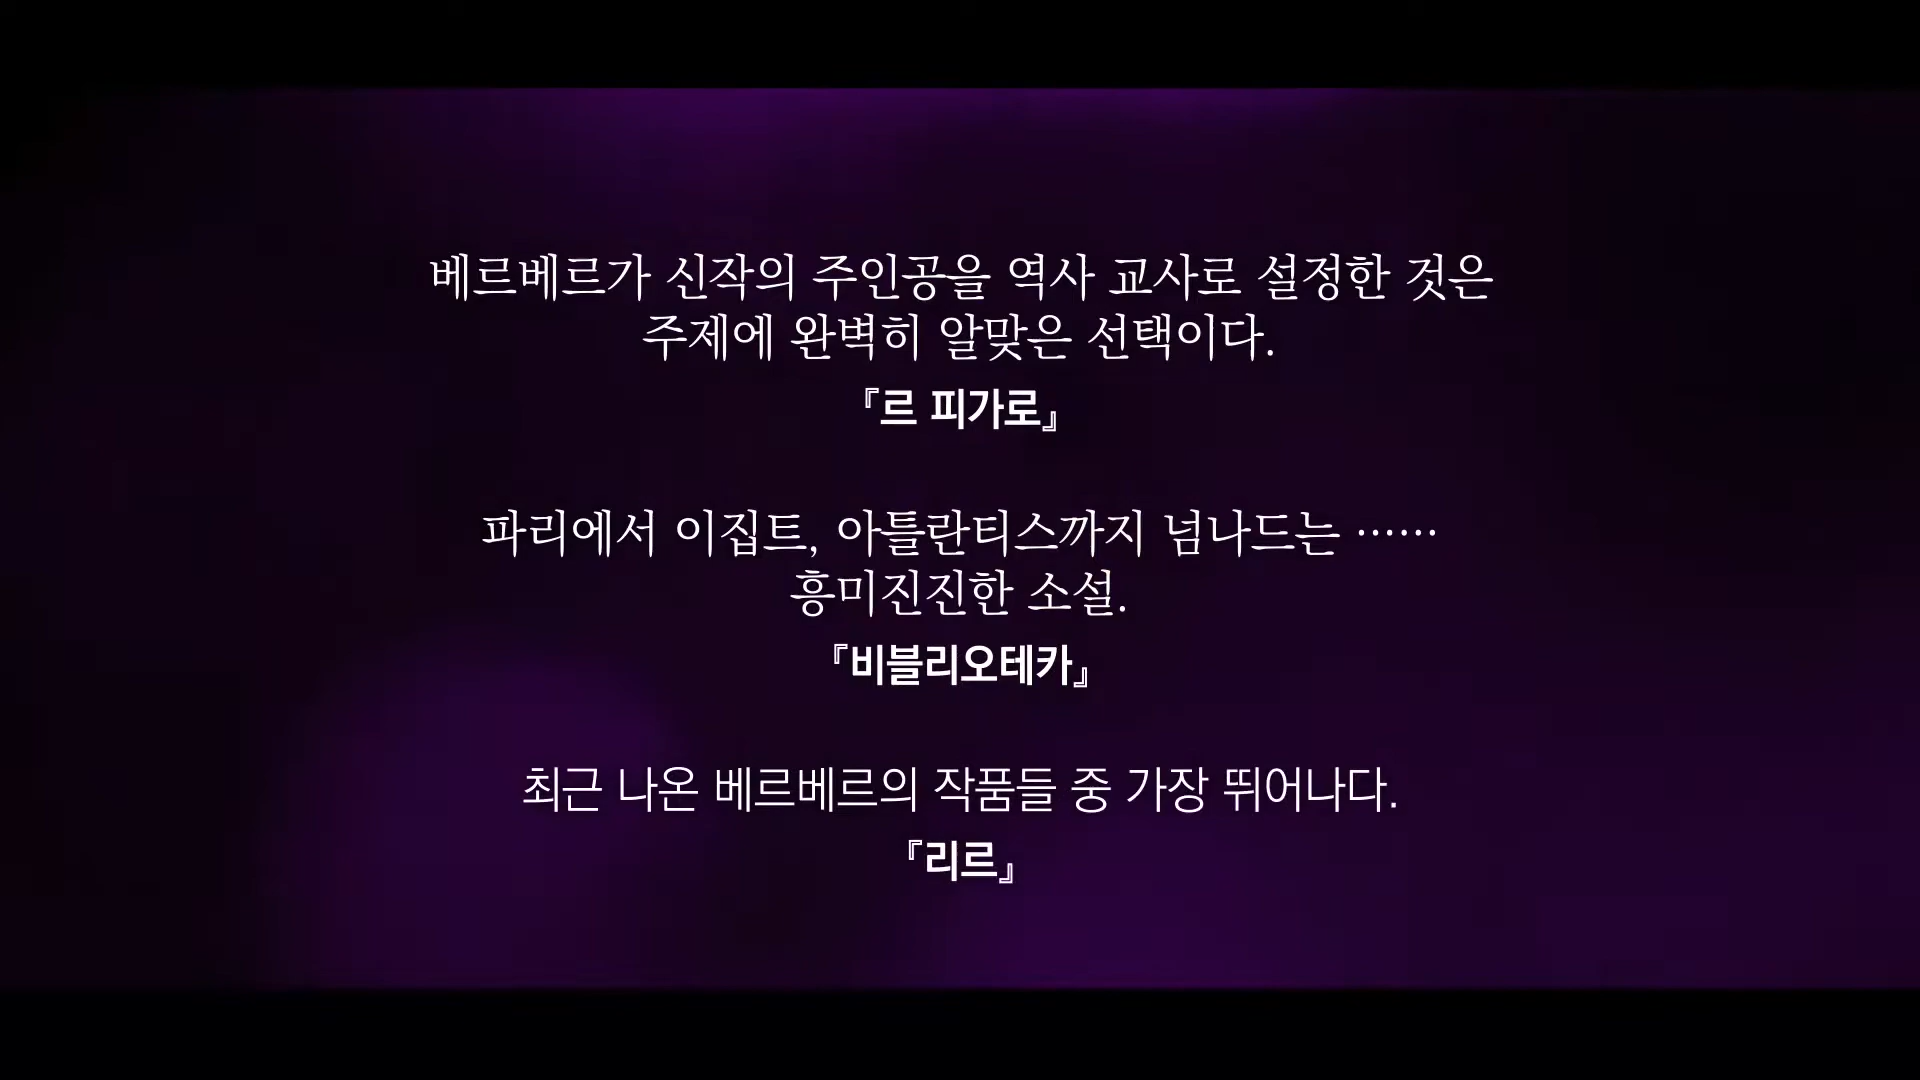 베르베르가 신작의 주인공을 역사 교사로 설정한 것은
주제에 완벽히 알맞은 선택이다.
『르 피가로』
파리에서 이집트, 아틀란티스까지 넘나드는 ……
흥미진진한 소설.
『비블리오테카』
최근 나온 베르베르의 작품들 중 가장 뛰어나다.
『리르』